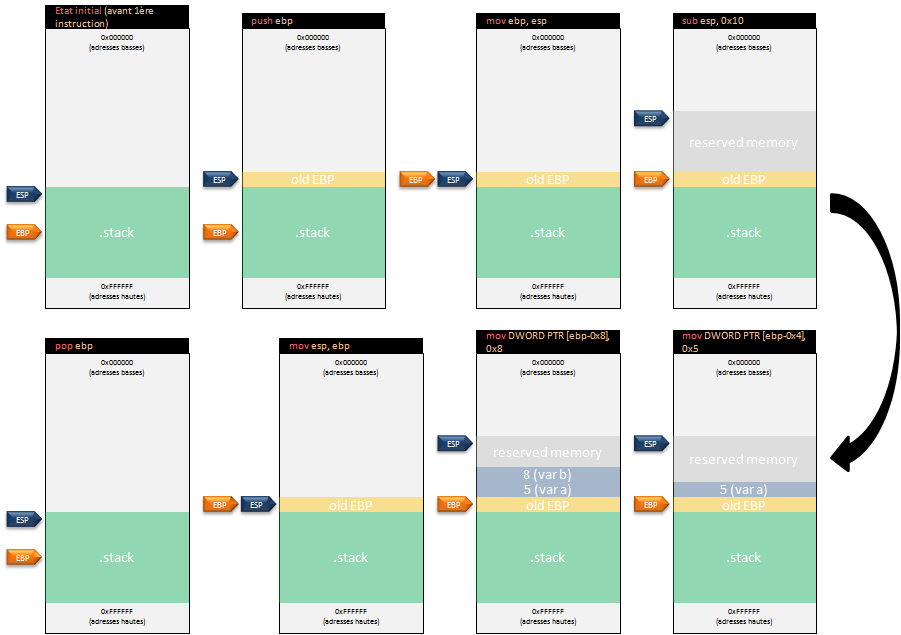 Etat initial (avant 1ère
instruction)
0x000000
(adresses basses)
ESP
EBP
.stack
0xFFFFFF
(adresses hautes)
push ebp
0x000000
(adresses basses)
ESP
old EBP
EBP
.stack
0xFFFFFF
(adresses hautes)
mov ebp, esp
0x000000
(adresses basses)
EBP
ESP
old EBP
.stack
0xFFFFFF
(adresses hautes)
sub esp, 0x10
0x000000
(adresses basses)
ESP
reserved memory
EBP
old EBP
.stack
0xFFFFFF
(adresses hautes)
pop ebp
0x000000
(adresses basses)
ESP
EBP
.stack
0xFFFFFF
(adresses hautes)
mov esp, ebp
0x000000
(adresses basses)
EBP
ESP
old EBP
.stack
0xFFFFFF
(adresses hautes)
mov DWORD PTR [ebp-0x8],
0x8
0x000000
(adresses basses)
ESP
reserved memory
8 (var b)
5 (var a)
EBP
old EBP
.stack
0xFFFFFF
(adresses hautes)
mov DWORD PTR [ebp-0x4],
0x5
0x000000
(adresses basses)
ESP
reserved memory
5 (var a)
EBP
old EBP
.stack
0xFFFFFF
(adresses hautes)